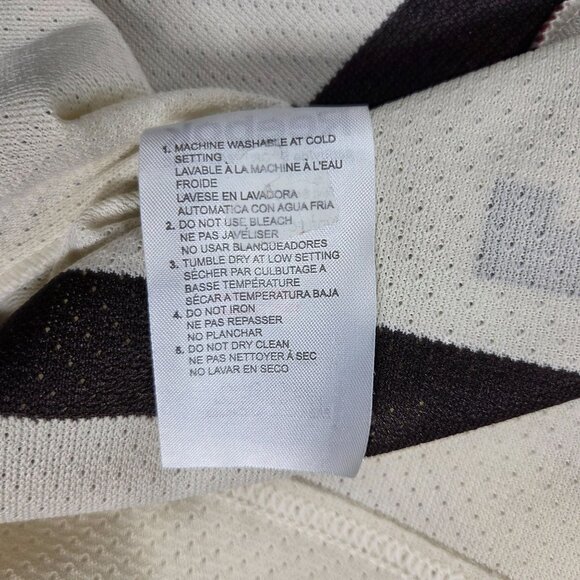 1. MACHINE WASHABLE AT COLD
SETTING
LAVABLE À LA MACHINE À L'EAU
FROIDE
LAVESE EN LAVADORA
AUTOMATICA CON AGUA FRIA
2. DO NOT USE BLEACH
NE PAS JAVELISER
NO USAR BLANQUEADORES
3. TUMBLE DRY AT LOW SETTING
SÉCHER PAR CULBUTAGE À
BASSE TEMPÉRATURE
SÉCAR A TEMPERATURA BAJA
4. DO NOT IRON
NE PAS REPASSER
NO PLANCHAR
5. DO NOT DRY CLEAN
NE PAS NETTOYER À SEC
NO LAVAR EN SECO